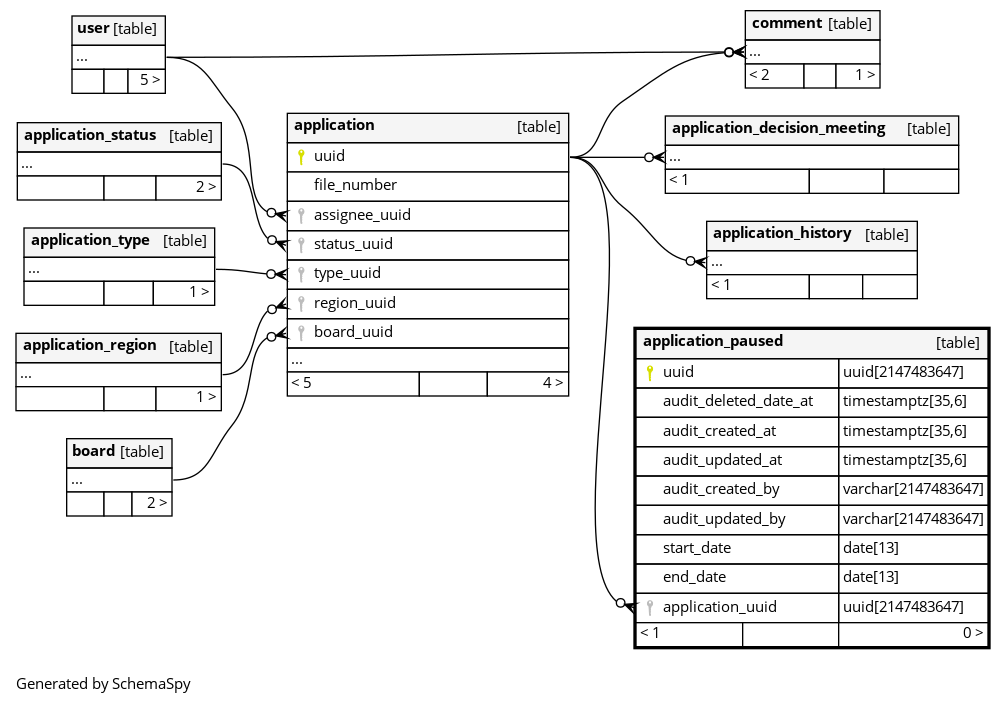 user [table]
...
5 >
application_status [table]
...
2 >
application_type [table]
...
1 >
application_region [table]
...
1 >
board [table]
...
2 >
application [table]
uuid
file_number
assignee_uuid
status_uuid
type_uuid
region_uuid
board_uuid
...
< 5 4 >
comment [table]
...
< 2 1 >
application_decision_meeting [table]
...
< 1
application_history [table]
...
< 1
application_paused [table]
uuid uuid[2147483647]
audit_deleted_date_at timestamptz[35,6]
audit_created_at timestamptz[35,6]
audit_updated_at timestamptz[35,6]
audit_created_by varchar[2147483647]
audit_updated_by varchar[2147483647]
start_date date[13]
end_date date[13]
application_uuid uuid[2147483647]
< 1 0 >
Generated by SchemaSpy